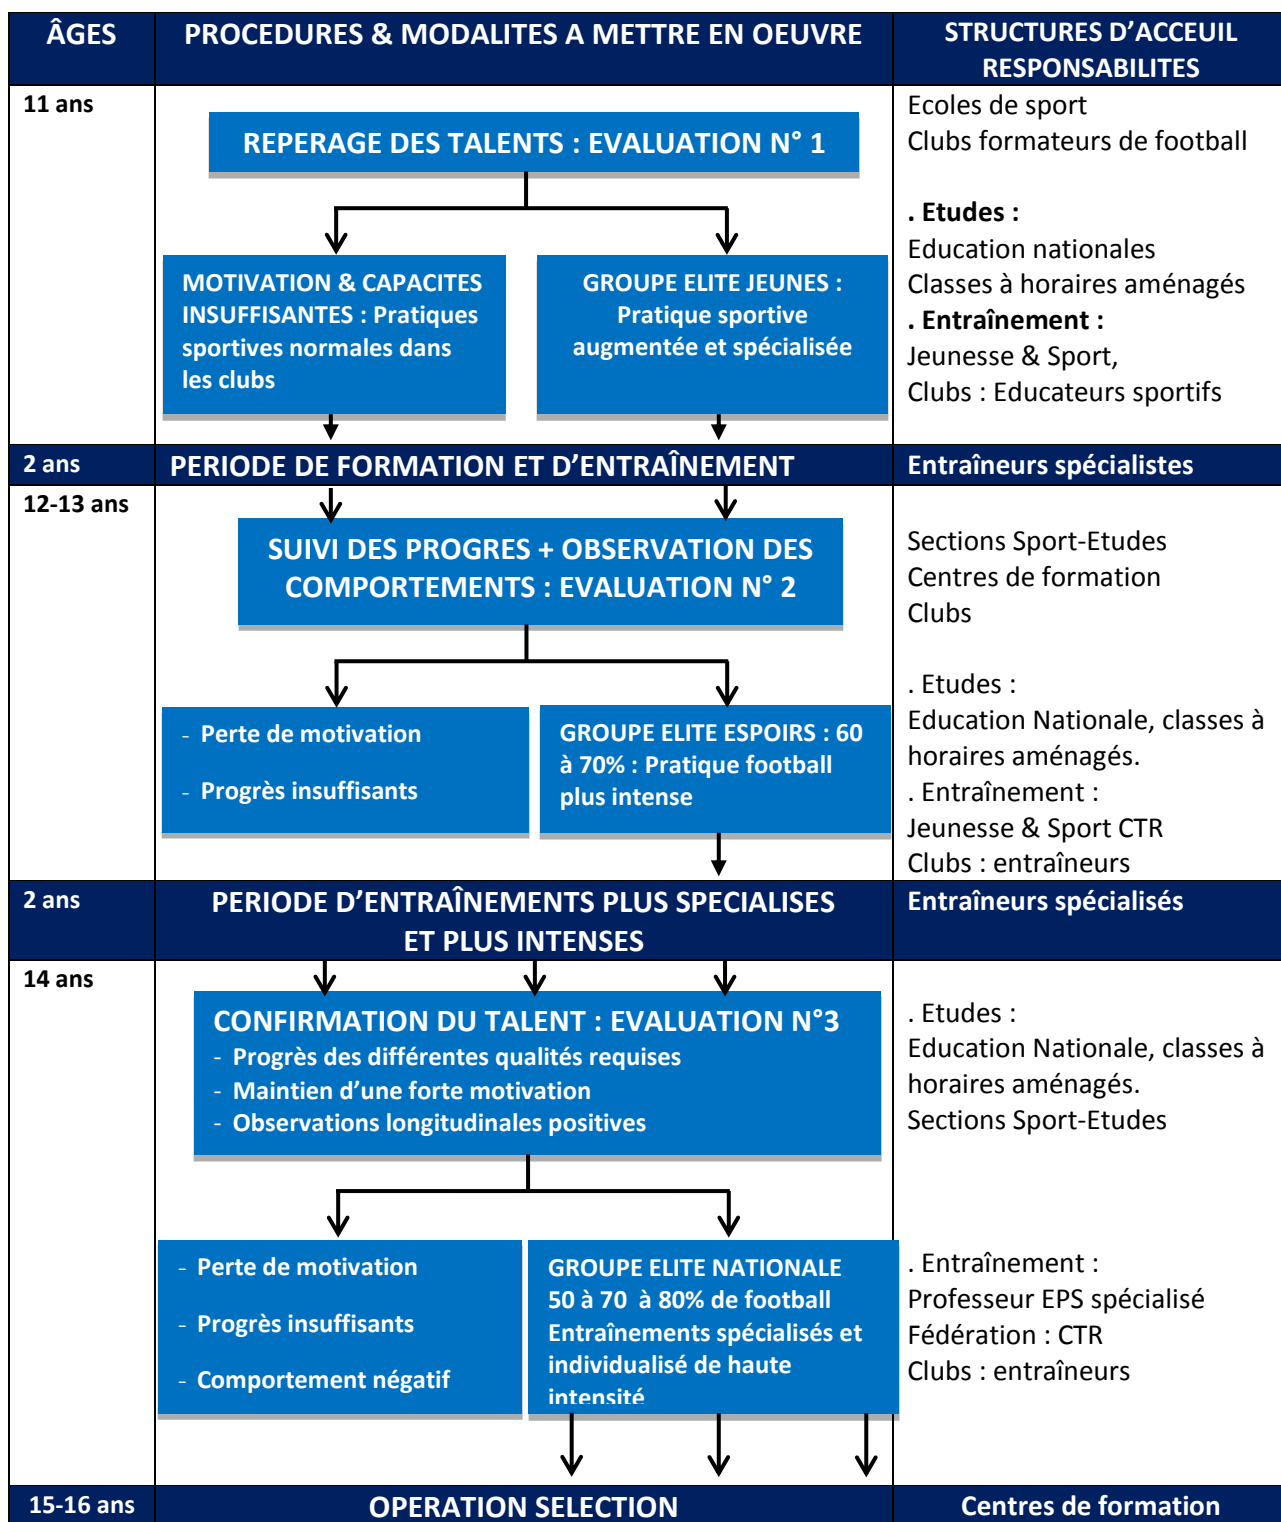 ÂGES
PROCEDURES & MODALITES A METTRE EN OEUVRE
STRUCTURES D’ACCEUIL
RESPONSABILITES
11 ans
REPERAGE DES TALENTS : EVALUATION N° 1
MOTIVATION & CAPACITES
INSUFFISANTES : Pratiques
sportives normales dans
les clubs
GROUPE ELITE JEUNES :
Pratique sportive
augmentée et spécialisée
Ecoles de sport
Clubs formateurs de football
. Etudes :
Education nationales
Classes à horaires aménagés
. Entraînement :
Jeunesse & Sport,
Clubs : Educateurs sportifs
2 ans
PERIODE DE FORMATION ET D’ENTRAÎNEMENT
Entraîneurs spécialistes
12-13 ans
SUIVI DES PROGRES + OBSERVATION DES
COMPORTEMENTS : EVALUATION N° 2
- Perte de motivation
- Progrès insuffisants
GROUPE ELITE ESPOIRS : 60
à 70% : Pratique football
plus intense
Sections Sport-Etudes
Centres de formation
Clubs
. Etudes :
Education Nationale, classes à
horaires aménagés.
. Entraînement :
Jeunesse & Sport CTR
Clubs : entraîneurs
2 ans
PERIODE D’ENTRAÎNEMENTS PLUS SPECIALISES
ET PLUS INTENSES
Entraîneurs spécialisés
14 ans
CONFIRMATION DU TALENT : EVALUATION N°3
- Progrès des différentes qualités requises
- Maintien d’une forte motivation
- Observations longitudinales positives
- Perte de motivation
- Progrès insuffisants
- Comportement négatif
GROUPE ELITE NATIONALE
50 à 70 à 80% de football
Entraînements spécialisés et
individualisé de haute
intensité
. Etudes :
Education Nationale, classes à
horaires aménagés.
Sections Sport-Etudes
. Entraînement :
Professeur EPS spécialisé
Fédération : CTR
Clubs : entraîneurs
15-16 ans
OPERATION SELECTION
Centres de formation